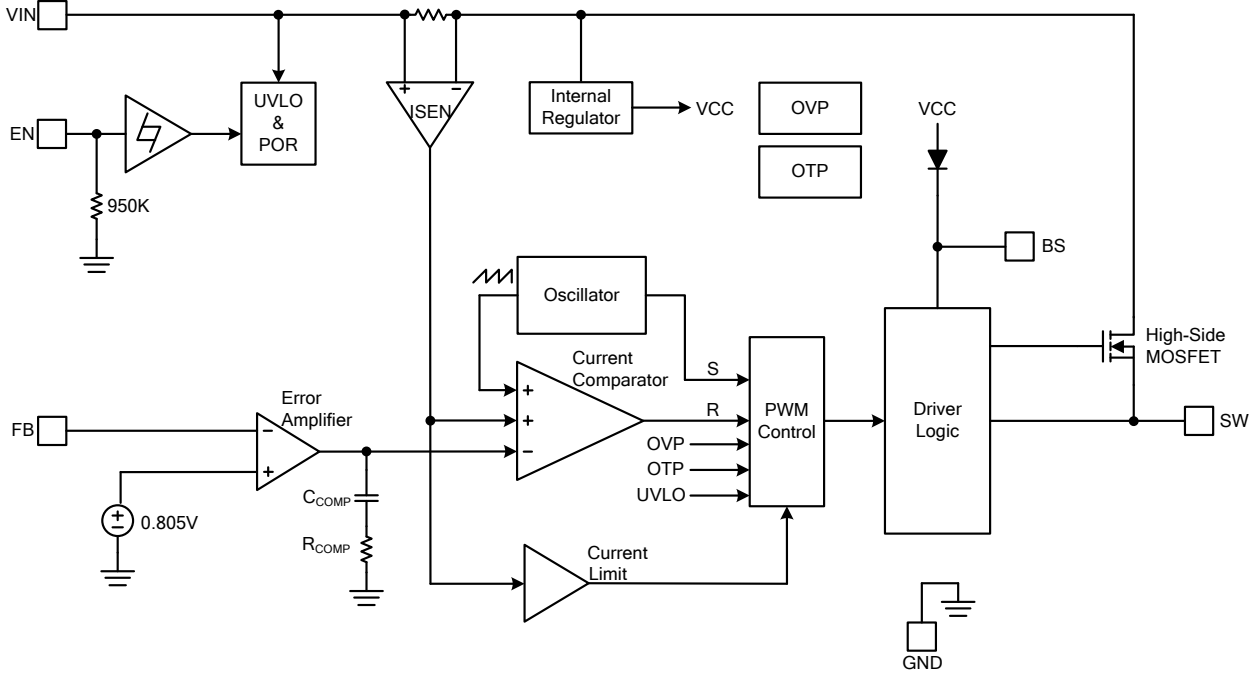 VIN
EN
950K
UVLO
&
POR
+
−
ISEN
Internal
Regulator
VCC
OVP
OTP
VCC
BS
Oscillator
High-Side
MOSFET
Current
Comparator
+
+
−
S
R
OVP
OTP
UVLO
PWM
Control
Driver
Logic
SW
FB
Error
Amplifier
−
+
+
−
0.805V
CCOMP
RCOMP
Current
Limit
GND